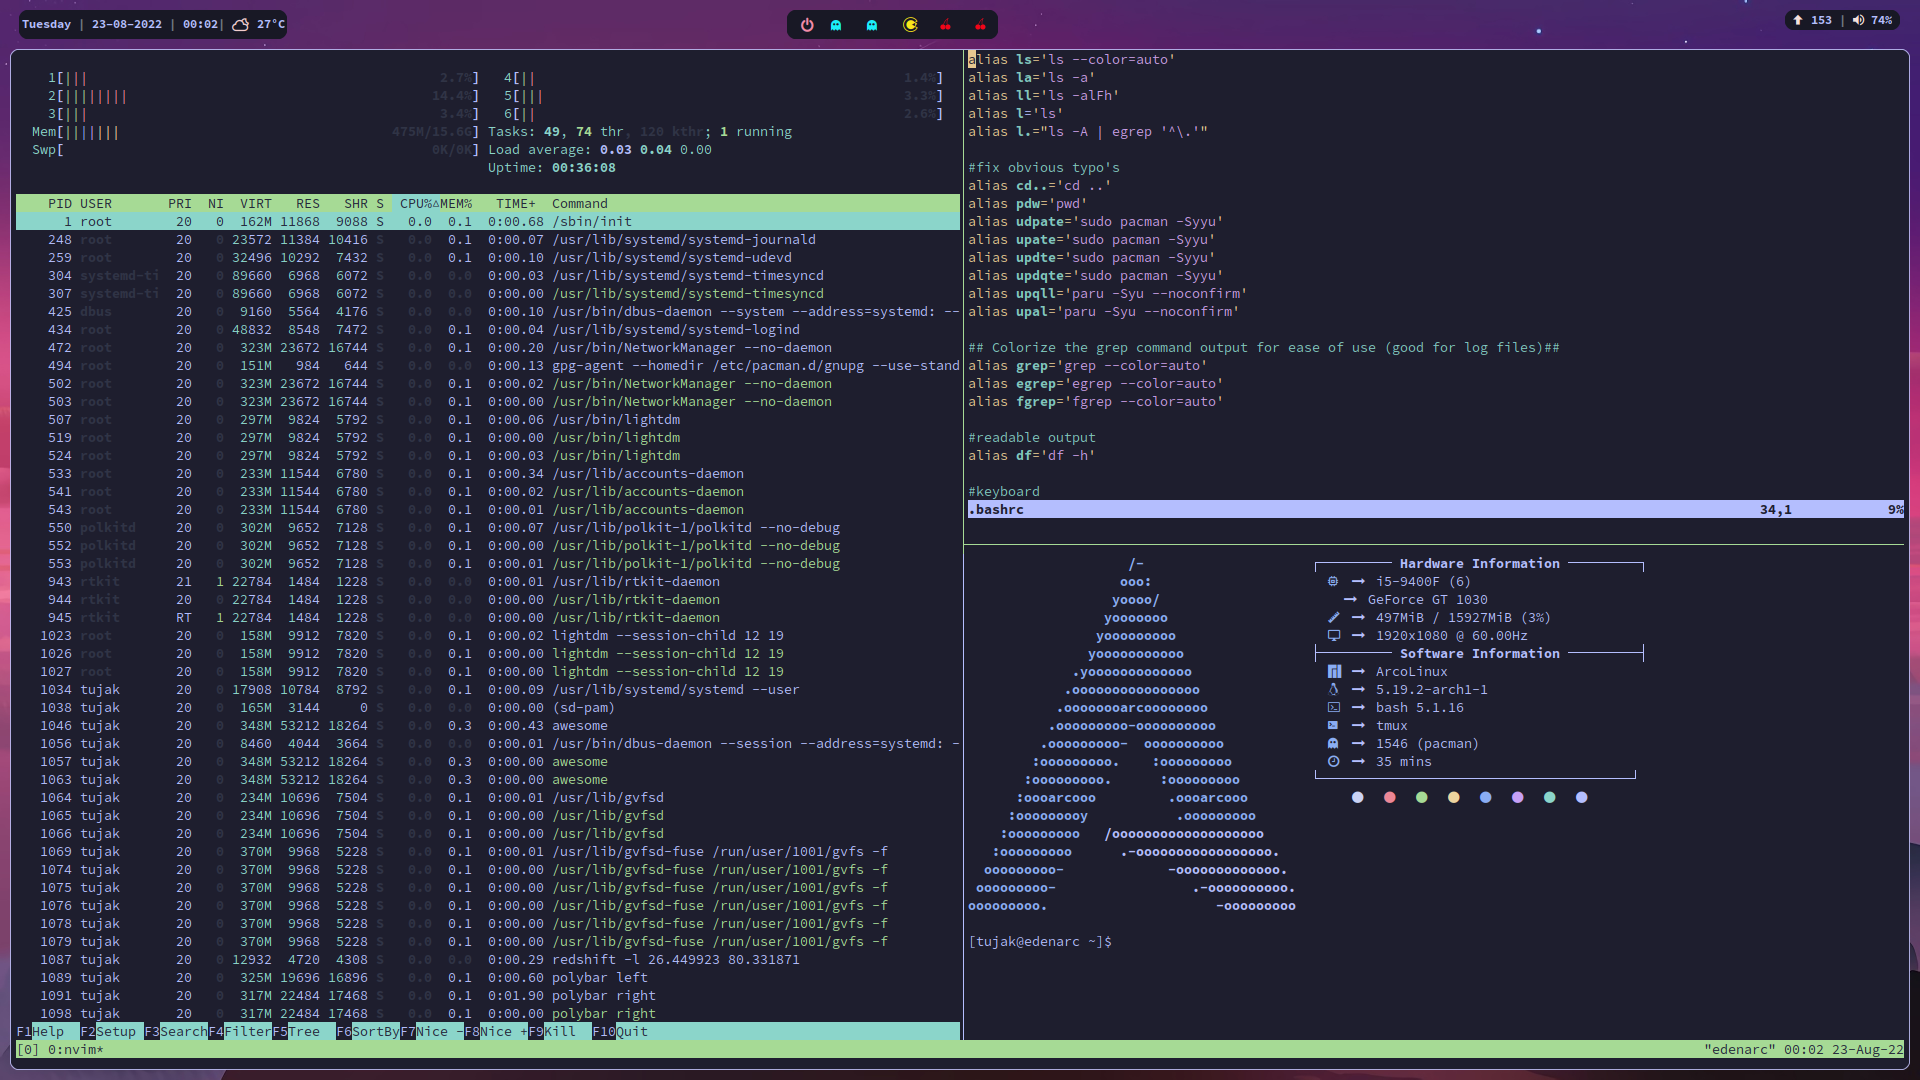 Tuesday | 23-08-2022 | 00:02| 27°C
153 | 74%
1[||| 2.7%] 4[|| 1.4%]
2[|||||||| 14.4%] 5[||| 3.3%]
3[||| 3.4%] 6[|| 2.6%]
Mem[||||||| 475M/15.6G] Tasks: 49, 74 thr, 120 kthr; 1 running
Swp[ 0K/0K] Load average: 0.03 0.04 0.00
Uptime: 00:36:08
PID USER PRI NI VIRT RES SHR S CPU%△MEM% TIME+ Command
1 root 20 0 162M 11868 9088 S 0.0 0.1 0:00.68 /sbin/init
248 root 20 0 23572 11384 10416 S 0.0 0.1 0:00.07 /usr/lib/systemd/systemd-journald
259 root 20 0 32496 10292 7432 S 0.0 0.1 0:00.10 /usr/lib/systemd/systemd-udevd
304 systemd-ti 20 0 89660 6968 6072 S 0.0 0.0 0:00.03 /usr/lib/systemd/systemd-timesyncd
307 systemd-ti 20 0 89660 6968 6072 S 0.0 0.0 0:00.00 /usr/lib/systemd/systemd-timesyncd
425 dbus 20 0 9160 5564 4176 S 0.0 0.0 0:00.10 /usr/bin/dbus-daemon --system --address=systemd: --
434 root 20 0 48832 8548 7472 S 0.0 0.1 0:00.04 /usr/lib/systemd/systemd-logind
472 root 20 0 323M 23672 16744 S 0.0 0.1 0:00.20 /usr/bin/NetworkManager --no-daemon
494 root 20 0 151M 984 644 S 0.0 0.0 0:00.13 gpg-agent --homedir /etc/pacman.d/gnupg --use-stand
502 root 20 0 323M 23672 16744 S 0.0 0.1 0:00.02 /usr/bin/NetworkManager --no-daemon
503 root 20 0 323M 23672 16744 S 0.0 0.1 0:00.00 /usr/bin/NetworkManager --no-daemon
507 root 20 0 297M 9824 5792 S 0.0 0.1 0:00.06 /usr/bin/lightdm
519 root 20 0 297M 9824 5792 S 0.0 0.1 0:00.00 /usr/bin/lightdm
524 root 20 0 297M 9824 5792 S 0.0 0.1 0:00.00 /usr/bin/lightdm
533 root 20 0 233M 11544 6780 S 0.0 0.1 0:00.34 /usr/lib/accounts-daemon
541 root 20 0 233M 11544 6780 S 0.0 0.1 0:00.02 /usr/lib/accounts-daemon
543 root 20 0 233M 11544 6780 S 0.0 0.1 0:00.01 /usr/lib/accounts-daemon
550 polkitd 20 0 302M 9652 7128 S 0.0 0.1 0:00.07 /usr/lib/polkit-1/polkitd --no-debug
552 polkitd 20 0 302M 9652 7128 S 0.0 0.1 0:00.00 /usr/lib/polkit-1/polkitd --no-debug
553 polkitd 20 0 302M 9652 7128 S 0.0 0.1 0:00.01 /usr/lib/polkit-1/polkitd --no-debug
943 rtkit 21 1 22784 1484 1228 S 0.0 0.0 0:00.01 /usr/lib/rtkit-daemon
944 rtkit 20 0 22784 1484 1228 S 0.0 0.0 0:00.00 /usr/lib/rtkit-daemon
945 rtkit RT 1 22784 1484 1228 S 0.0 0.0 0:00.00 /usr/lib/rtkit-daemon
1023 root 20 0 158M 9912 7820 S 0.0 0.1 0:00.02 lightdm --session-child 12 19
1026 root 20 0 158M 9912 7820 S 0.0 0.1 0:00.00 lightdm --session-child 12 19
1027 root 20 0 158M 9912 7820 S 0.0 0.1 0:00.00 lightdm --session-child 12 19
1034 tujak 20 0 17908 10784 8792 S 0.0 0.1 0:00.09 /usr/lib/systemd/systemd --user
1038 tujak 20 0 165M 3144 0 S 0.0 0.0 0:00.00 (sd-pam)
1046 tujak 20 0 348M 53212 18264 S 0.0 0.3 0:00.43 awesome
1056 tujak 20 0 8460 4044 3664 S 0.0 0.0 0:00.01 /usr/bin/dbus-daemon --session --address=systemd: -
1057 tujak 20 0 348M 53212 18264 S 0.0 0.3 0:00.00 awesome
1063 tujak 20 0 348M 53212 18264 S 0.0 0.3 0:00.00 awesome
1064 tujak 20 0 234M 10696 7504 S 0.0 0.1 0:00.01 /usr/lib/gvfsd
1065 tujak 20 0 234M 10696 7504 S 0.0 0.1 0:00.00 /usr/lib/gvfsd
1066 tujak 20 0 234M 10696 7504 S 0.0 0.1 0:00.00 /usr/lib/gvfsd
1069 tujak 20 0 370M 9968 5228 S 0.0 0.1 0:00.01 /usr/lib/gvfsd-fuse /run/user/1001/gvfs -f
1074 tujak 20 0 370M 9968 5228 S 0.0 0.1 0:00.00 /usr/lib/gvfsd-fuse /run/user/1001/gvfs -f
1075 tujak 20 0 370M 9968 5228 S 0.0 0.1 0:00.00 /usr/lib/gvfsd-fuse /run/user/1001/gvfs -f
1076 tujak 20 0 370M 9968 5228 S 0.0 0.1 0:00.00 /usr/lib/gvfsd-fuse /run/user/1001/gvfs -f
1078 tujak 20 0 370M 9968 5228 S 0.0 0.1 0:00.00 /usr/lib/gvfsd-fuse /run/user/1001/gvfs -f
1079 tujak 20 0 370M 9968 5228 S 0.0 0.1 0:00.00 /usr/lib/gvfsd-fuse /run/user/1001/gvfs -f
1087 tujak 20 0 12932 4720 4308 S 0.0 0.0 0:00.29 redshift -l 26.449923 80.331871
1089 tujak 20 0 325M 19696 16896 S 0.0 0.1 0:00.60 polybar left
1091 tujak 20 0 317M 22484 17468 S 0.0 0.1 0:01.90 polybar right
1098 tujak 20 0 317M 22484 17468 S 0.0 0.1 0:00.00 polybar right
F1Help F2Setup F3SearchF4FilterF5Tree F6SortByF7Nice -F8Nice +F9Kill F10Quit
alias ls='ls --color=auto'
alias la='ls -a'
alias ll='ls -alFh'
alias l='ls'
alias l.="ls -A | egrep '^\.'"
#fix obvious typo's
alias cd..='cd ..'
alias pdw='pwd'
alias udpate='sudo pacman -Syyu'
alias upate='sudo pacman -Syyu'
alias updte='sudo pacman -Syyu'
alias updqte='sudo pacman -Syyu'
alias upqll='paru -Syu --noconfirm'
alias upal='paru -Syu --noconfirm'
## Colorize the grep command output for ease of use (good for log files)##
alias grep='grep --color=auto'
alias egrep='egrep --color=auto'
alias fgrep='fgrep --color=auto'
#readable output
alias df='df -h'
#keyboard
.bashrc 34,1 9%
/-
ooo:
yoooo/
yooooooo
yooooooooo
yooooooooooo
.yooooooooooooo
.oooooooooooooooo
.ooooooooarcoooooooo
.ooooooooo-oooooooooo
.ooooooooo- oooooooooo
:ooooooooo. :ooooooooo
:ooooooooo. :ooooooooo
:oooarcooo .oooarcooo
:ooooooooy .ooooooooo
:ooooooooo /ooooooooooooooooooo
:ooooooooo .-ooooooooooooooooo.
ooooooooo- -ooooooooooooo.
ooooooooo- .-oooooooooo.
ooooooooo. -ooooooooo
Hardware Information
→ i5-9400F (6)
→ GeForce GT 1030
→ 497MiB / 15927MiB (3%)
→ 1920x1080 @ 60.00Hz
Software Information
→ ArcoLinux
→ 5.19.2-arch1-1
→ bash 5.1.16
→ tmux
→ 1546 (pacman)
→ 35 mins
[tujak@edenarc ~]$
[0] 0:nvim* "edenarc" 00:02 23-Aug-22